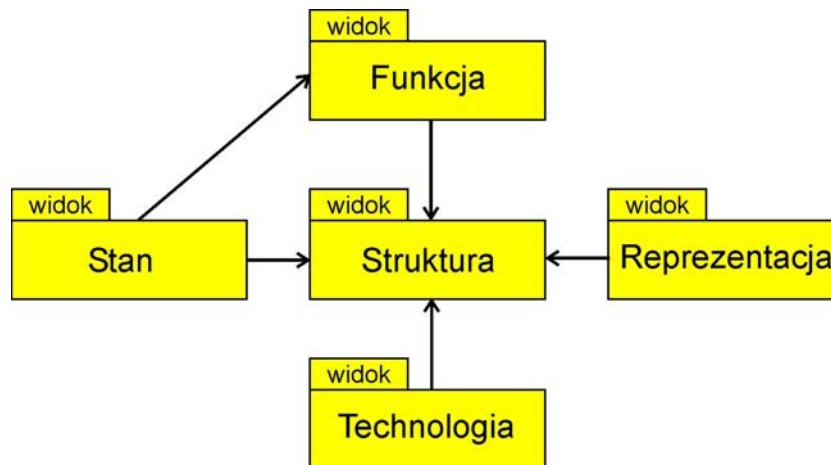 widok
Funkcja
widok
Stan
widok
Struktura
widok
Reprezentacja
widok
Technologia